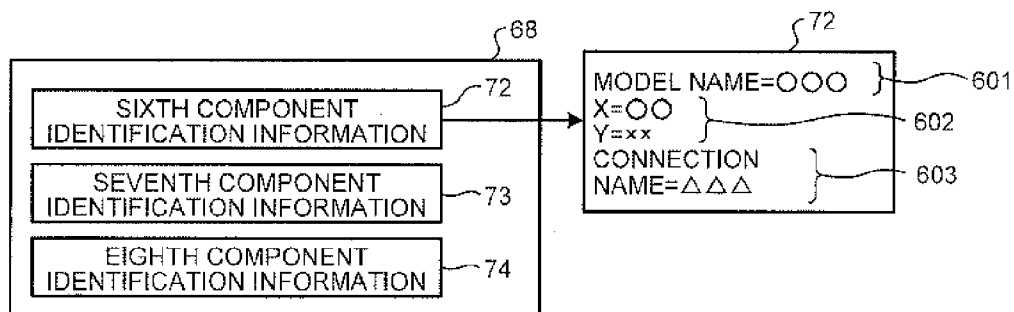 68
72
SIXTH COMPONENT
IDENTIFICATION INFORMATION
SEVENTH COMPONENT
IDENTIFICATION INFORMATION
73
EIGHTH COMPONENT
IDENTIFICATION INFORMATION
74
72
MODEL NAME=○○○
601
X=○○
Y=××
602
CONNECTION
NAME=△△△
603